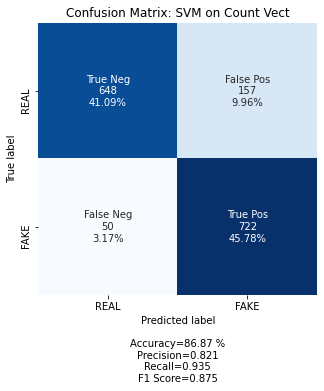 Confusion Matrix: SVM on Count Vect
True Neg
648
41.09%
False Pos
157
9.96%
REAL
True label
False Neg
50
3.17%
True Pos
722
45.78%
FAKE
REAL
FAKE
Predicted label
Accuracy=86.87 %
Precision=0.821
Recall=0.935
F1 Score=0.875